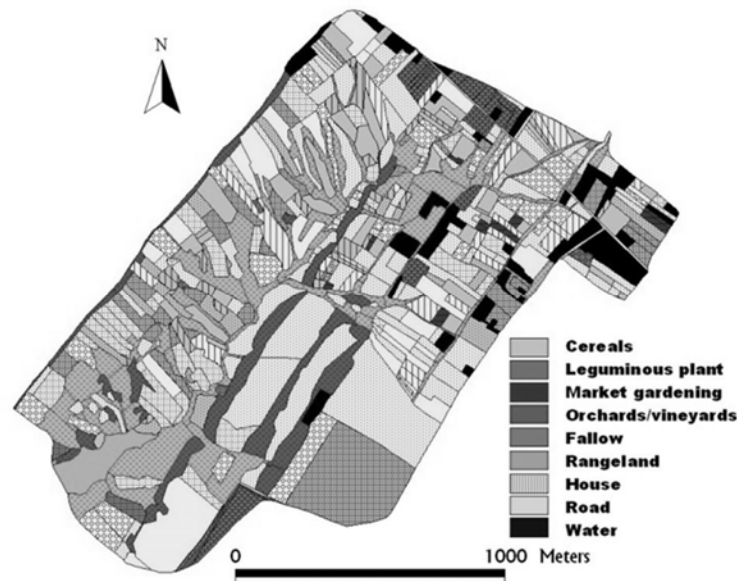 N
Cereals
Leguminous plant
Market gardening
Orchards/vineyards
Fallow
Rangeland
House
Road
Water
0 1000 Meters